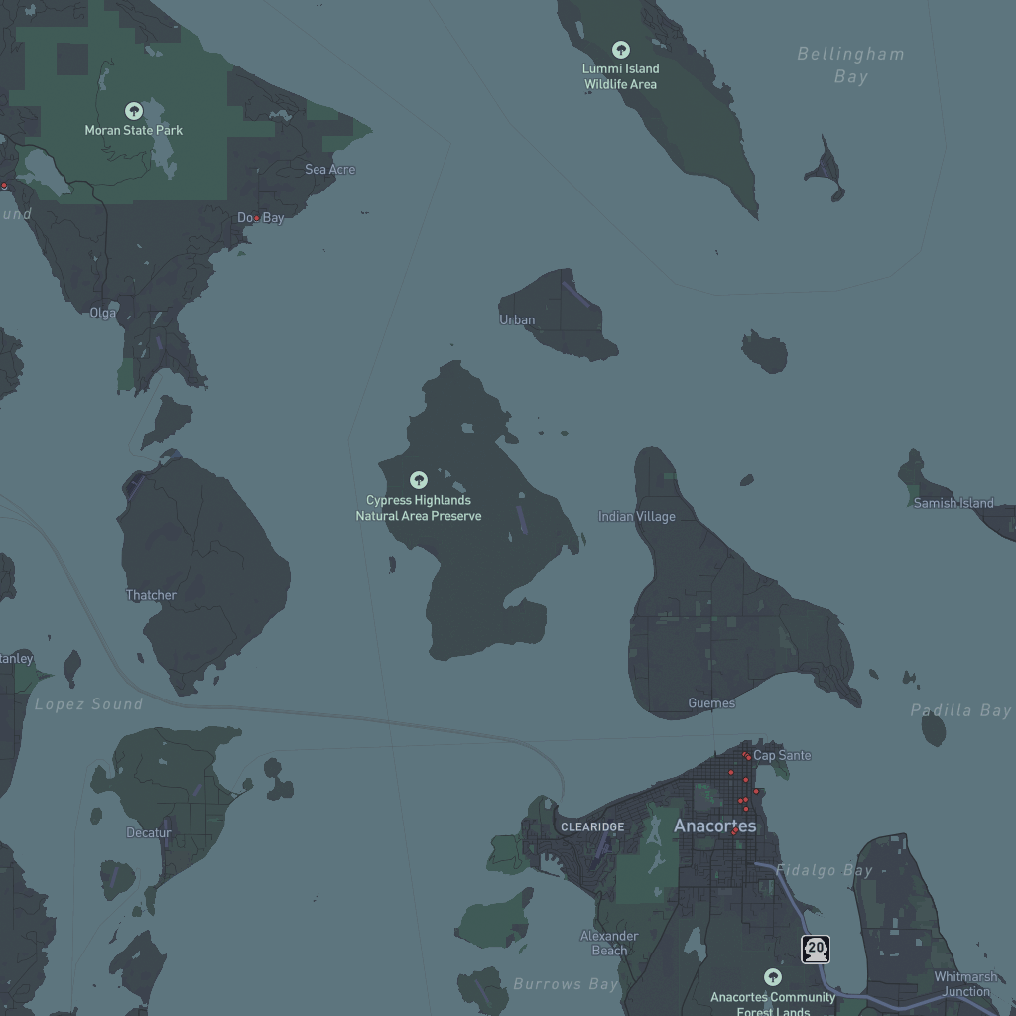 Bellingham
Bay
Lummi Island
Wildlife Area
Moran State Park
Sea Acre
und
Doe Bay
Olga
Urban
Cypress Highlands
Natural Area Preserve
Indian Village
Samish Island
Thatcher
tanley
Lopez Sound
Guemes
Padilla Bay
Cap Sante
Decatur
CLEARIDGE
Anacortes
Fidalgo Bay
Alexander
Beach
20
Burrows Bay
Whitmarsh
Junction
Anacortes Community
Forest Lands